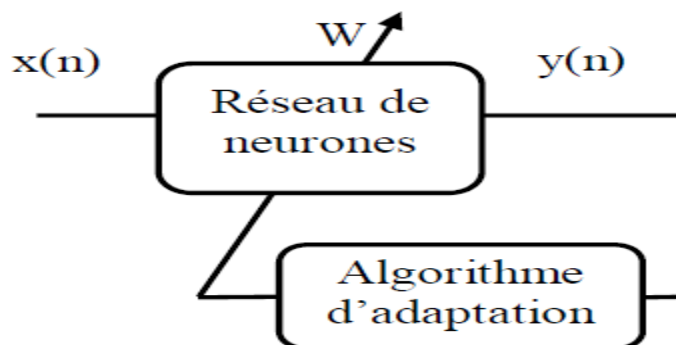 W
x(n)
y(n)
Réseau de
neurones
Algorithme
d’adaptation